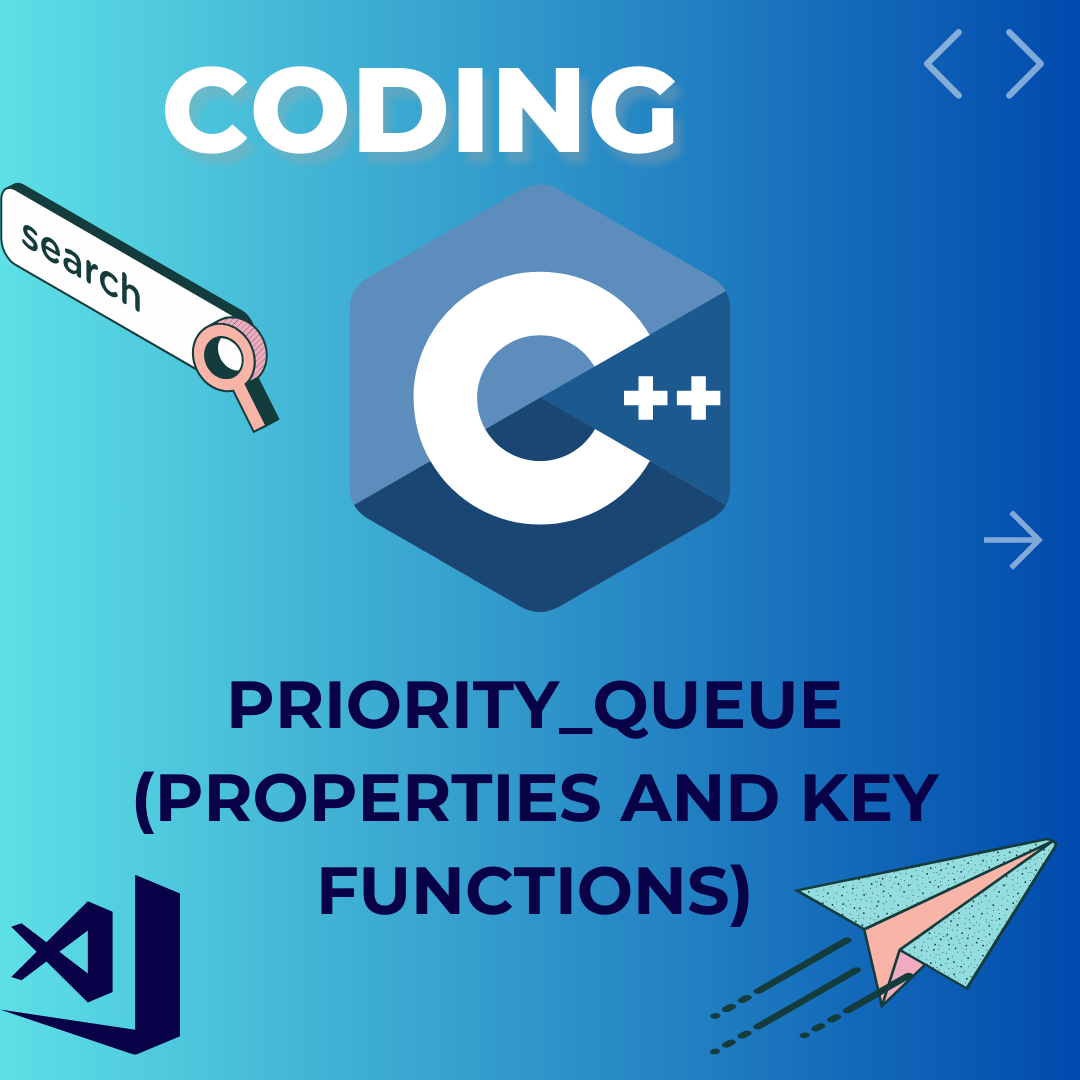 CODING
search
C++
PRIORITY_QUEUE
(PROPERTIES AND KEY
FUNCTIONS)